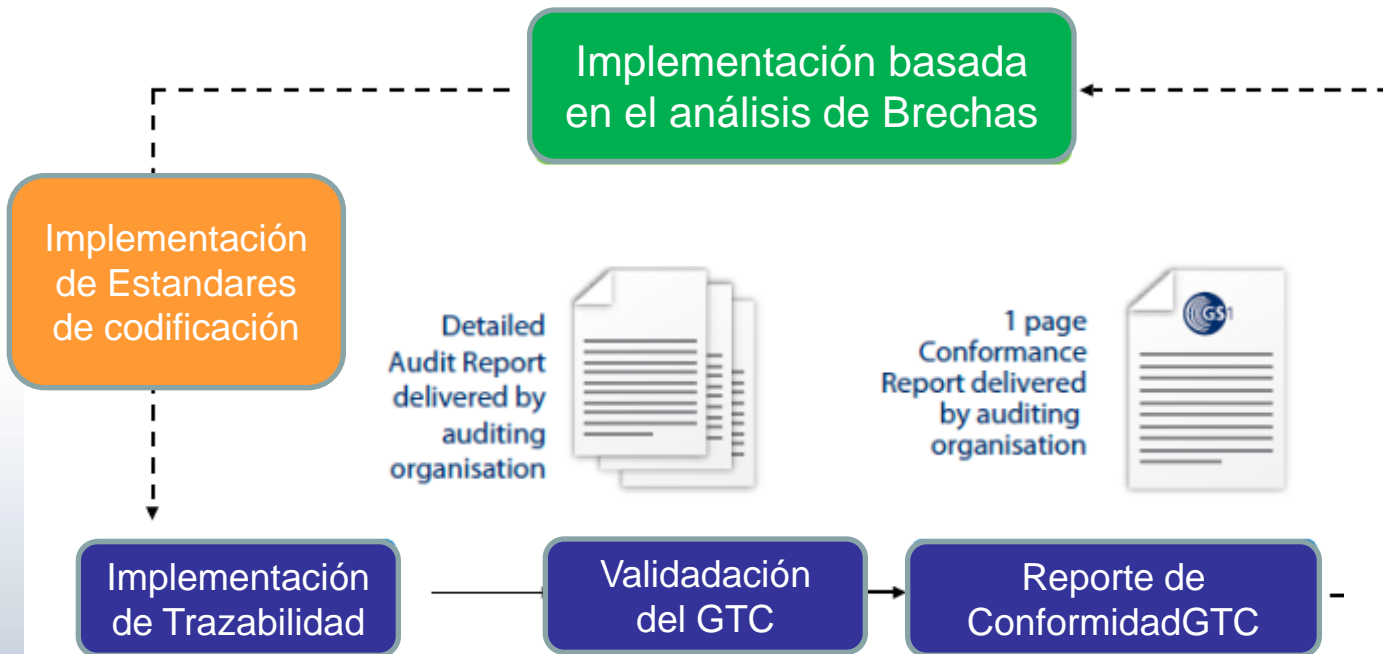 Implementación basada
en el análisis de Brechas
Implementación
de Estandares
de codificación
Detailed
Audit Report
delivered by
auditing
organisation
1 page
Conformance
Report delivered
by auditing
organisation
GS1
Implementación
de Trazabilidad
Validadación
del GTC
Reporte de
ConformidadGTC